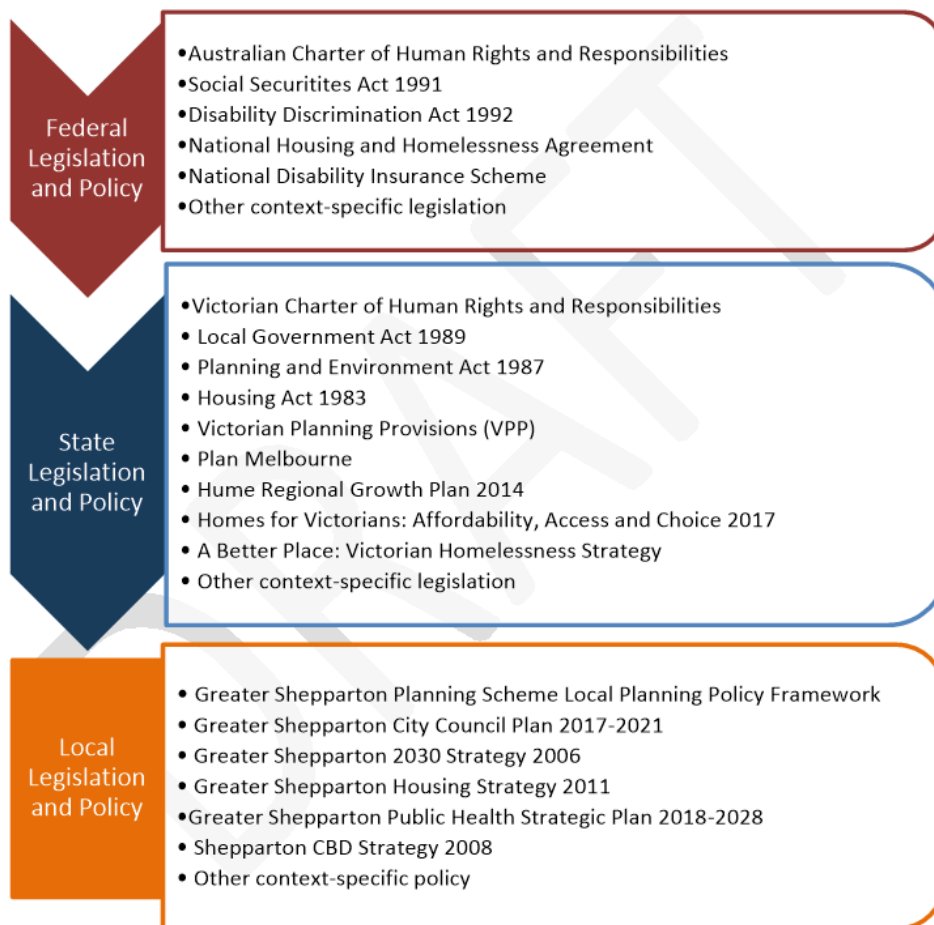 Federal
Legislation
and Policy
•Australian Charter of Human Rights and Responsibilities
•Social Securitites Act 1991
•Disability Discrimination Act 1992
•National Housing and Homelessness Agreement
•National Disability Insurance Scheme
•Other context-specific legislation
State
Legislation
and Policy
•Victorian Charter of Human Rights and Responsibilities
• Local Government Act 1989
• Planning and Environment Act 1987
• Housing Act 1983
• Victorian Planning Provisions (VPP)
• Plan Melbourne
• Hume Regional Growth Plan 2014
• Homes for Victorians: Affordability, Access and Choice 2017
• A Better Place: Victorian Homelessness Strategy
• Other context-specific legislation
Local
Legislation
and Policy
• Greater Shepparton Planning Scheme Local Planning Policy Framework
• Greater Shepparton City Council Plan 2017-2021
• Greater Shepparton 2030 Strategy 2006
• Greater Shepparton Housing Strategy 2011
•Greater Shepparton Public Health Strategic Plan 2018-2028
• Shepparton CBD Strategy 2008
• Other context-specific policy
DRAFT